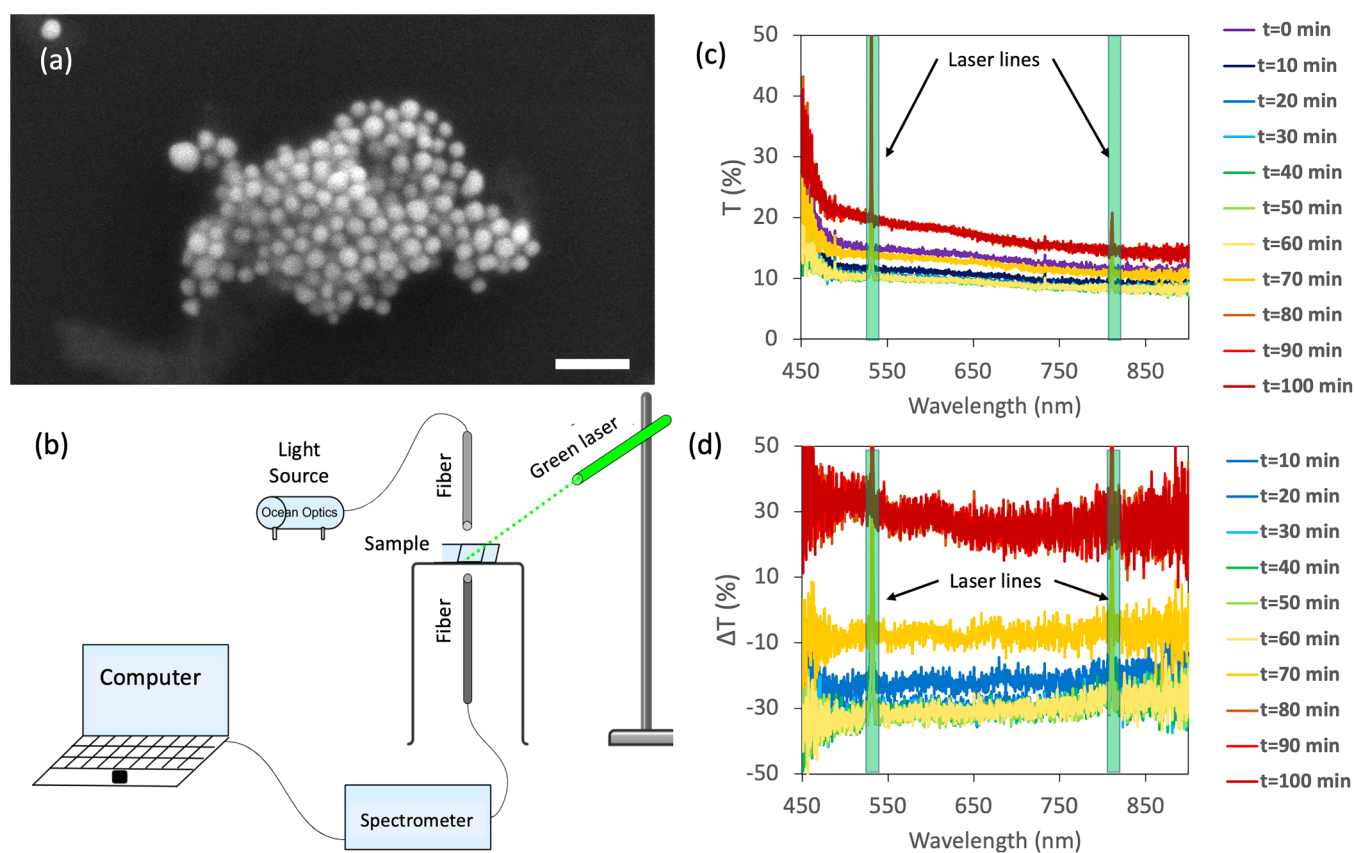 (a)
(b)
Light
Source
Ocean Optics
Fiber
Green laser
Sample
Fiber
Computer
Spectrometer
(c)
50
40
30
20
10
0
T (%)
Laser lines
450
550
650
750
850
Wavelength (nm)
t=0 min
t=10 min
t=20 min
t=30 min
t=40 min
t=50 min
t=60 min
t=70 min
t=80 min
t=90 min
t=100 min
(d)
50
30
10
-10
-30
-50
ΔT (%)
Laser lines
450
550
650
750
850
Wavelength (nm)
t=10 min
t=20 min
t=30 min
t=40 min
t=50 min
t=60 min
t=70 min
t=80 min
t=90 min
t=100 min